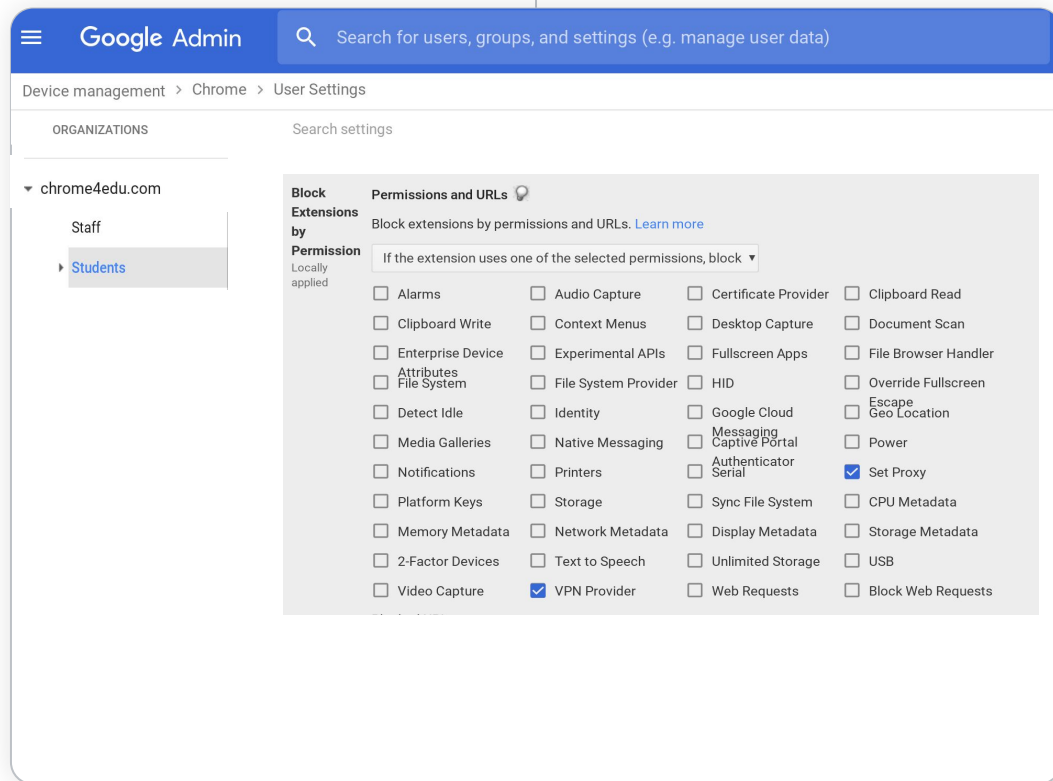 Google Admin
Search for users, groups, and settings (e.g. manage user data)
Device management > Chrome > User Settings
ORGANIZATIONS
Search settings
chrome4edu.com
Staff
Students
Block Extensions by Permission
Locally applied
Permissions and URLs
Block extensions by permissions and URLs. Learn more
If the extension uses one of the selected permissions, block
Alarms Audio Capture Certificate Provider Clipboard Read
Clipboard Write Context Menus Desktop Capture Document Scan
Enterprise Device Attributes Experimental APIs Fullscreen Apps File Browser Handler
File System File System Provider HID Override Fullscreen Escape
Detect Idle Identity Google Cloud Messaging Geo Location
Media Galleries Native Messaging Captive Portal Authenticator Power
Notifications Printers Serial Set Proxy
Platform Keys Storage Sync File System CPU Metadata
Memory Metadata Network Metadata Display Metadata Storage Metadata
2-Factor Devices Text to Speech Unlimited Storage USB
Video Capture VPN Provider Web Requests Block Web Requests